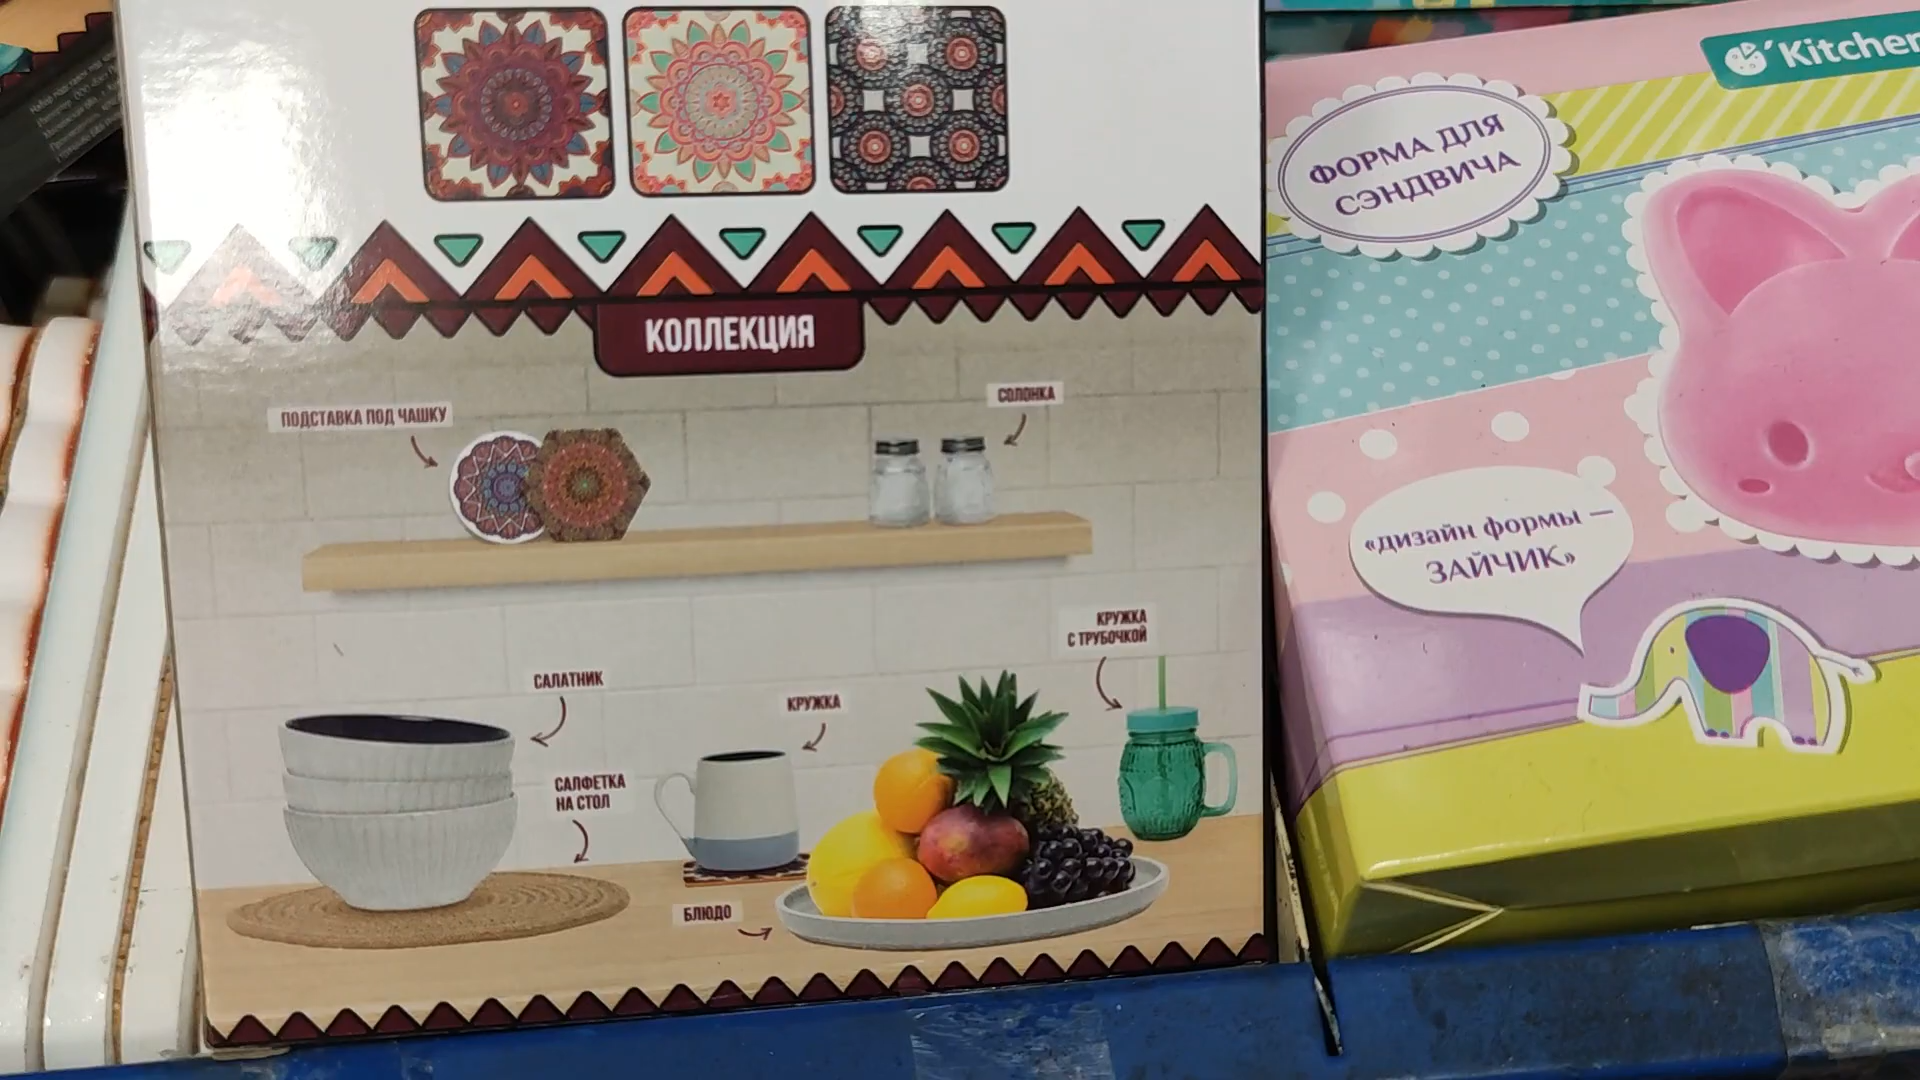 КОЛЛЕКЦИЯ
ПОДСТАВКА ПОД ЧАШКУ
СОЛОНКА
КРУЖКА
С ТРУБОЧКОЙ
САЛАТНИК
КРУЖКА
САЛФЕТКА
НА СТОЛ
БЛЮДО
Kitchen
ФОРМА ДЛЯ
СЭНДВИЧА
«дизайн формы —
ЗАЙЧИК»